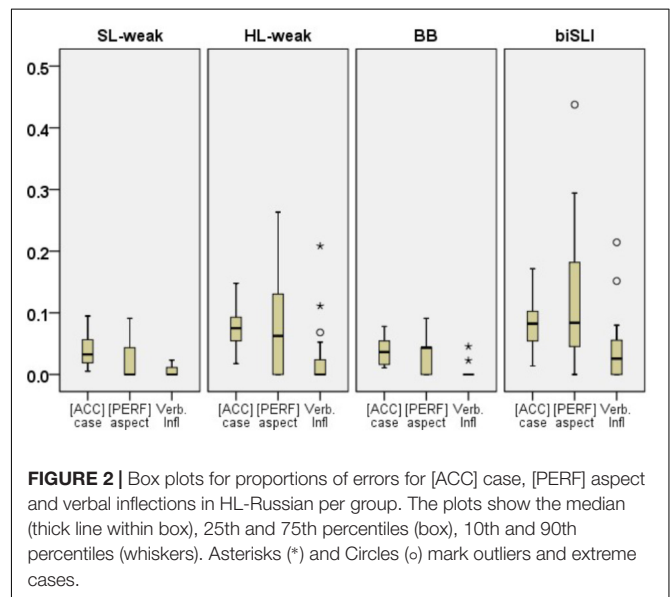 SL-weak HL-weak BB biSLI
0.5
0.4
0.3
0.2
0.1
0.0
[ACC] [PERF] Verb. [ACC] [PERF] Verb. [ACC] [PERF] Verb. [ACC] [PERF] Verb.
case aspect Infl case aspect Infl case aspect Infl case aspect Infl
FIGURE 2 | Box plots for proportions of errors for [ACC] case, [PERF] aspect
and verbal inflections in HL-Russian per group. The plots show the median
(thick line within box), 25th and 75th percentiles (box), 10th and 90th
percentiles (whiskers). Asterisks (*) and Circles (○) mark outliers and extreme
cases.